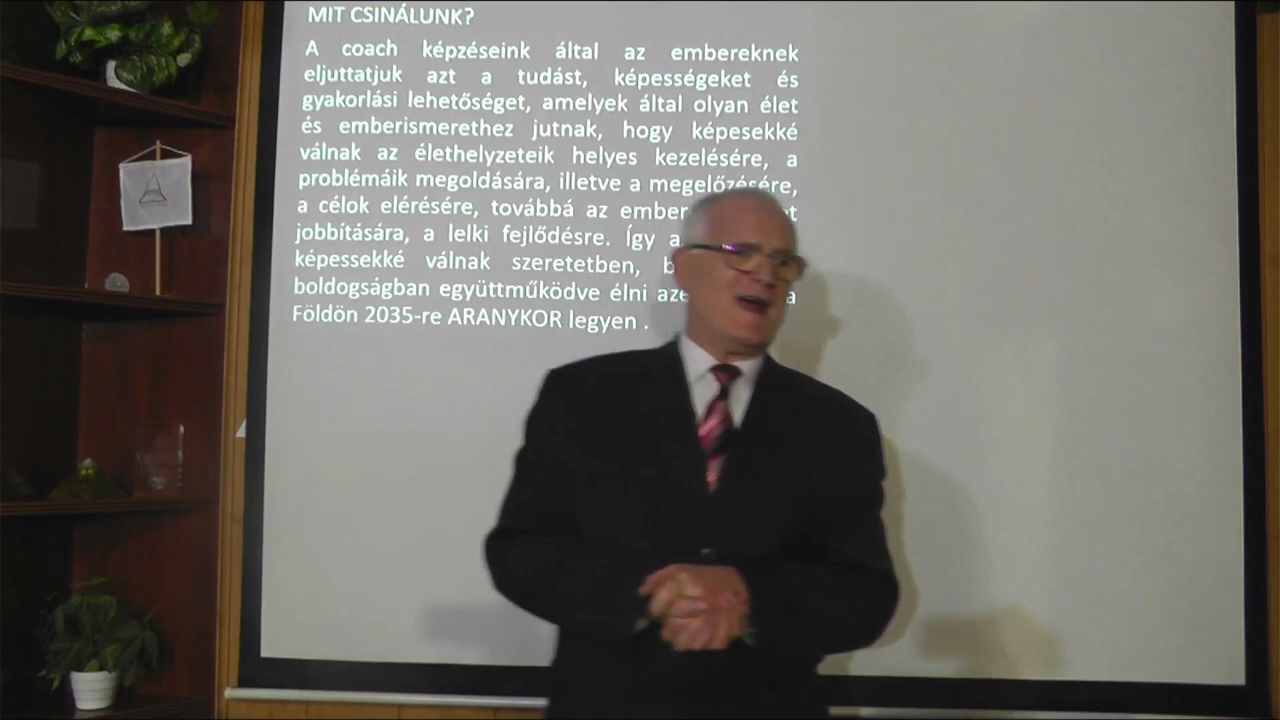 MIT CSINÁLUNK?
A coach képzéseink által az embereknek
eljuttatjuk azt a tudást, képességeket és
gyakorlási lehetőséget, amelyek által olyan élet
és emberismerethez jutnak, hogy képesekké
válnak az élethelyzeteik helyes kezelésére, a
problémáik megoldására, illetve a megelőzésére,
a célok elérésére, továbbá az
jobbítására, a lelki fejlődésre. Így
képessekké válnak szeretetben,
boldogságban együttműködve élni
Földön 2035-re ARANYKOR legyen .